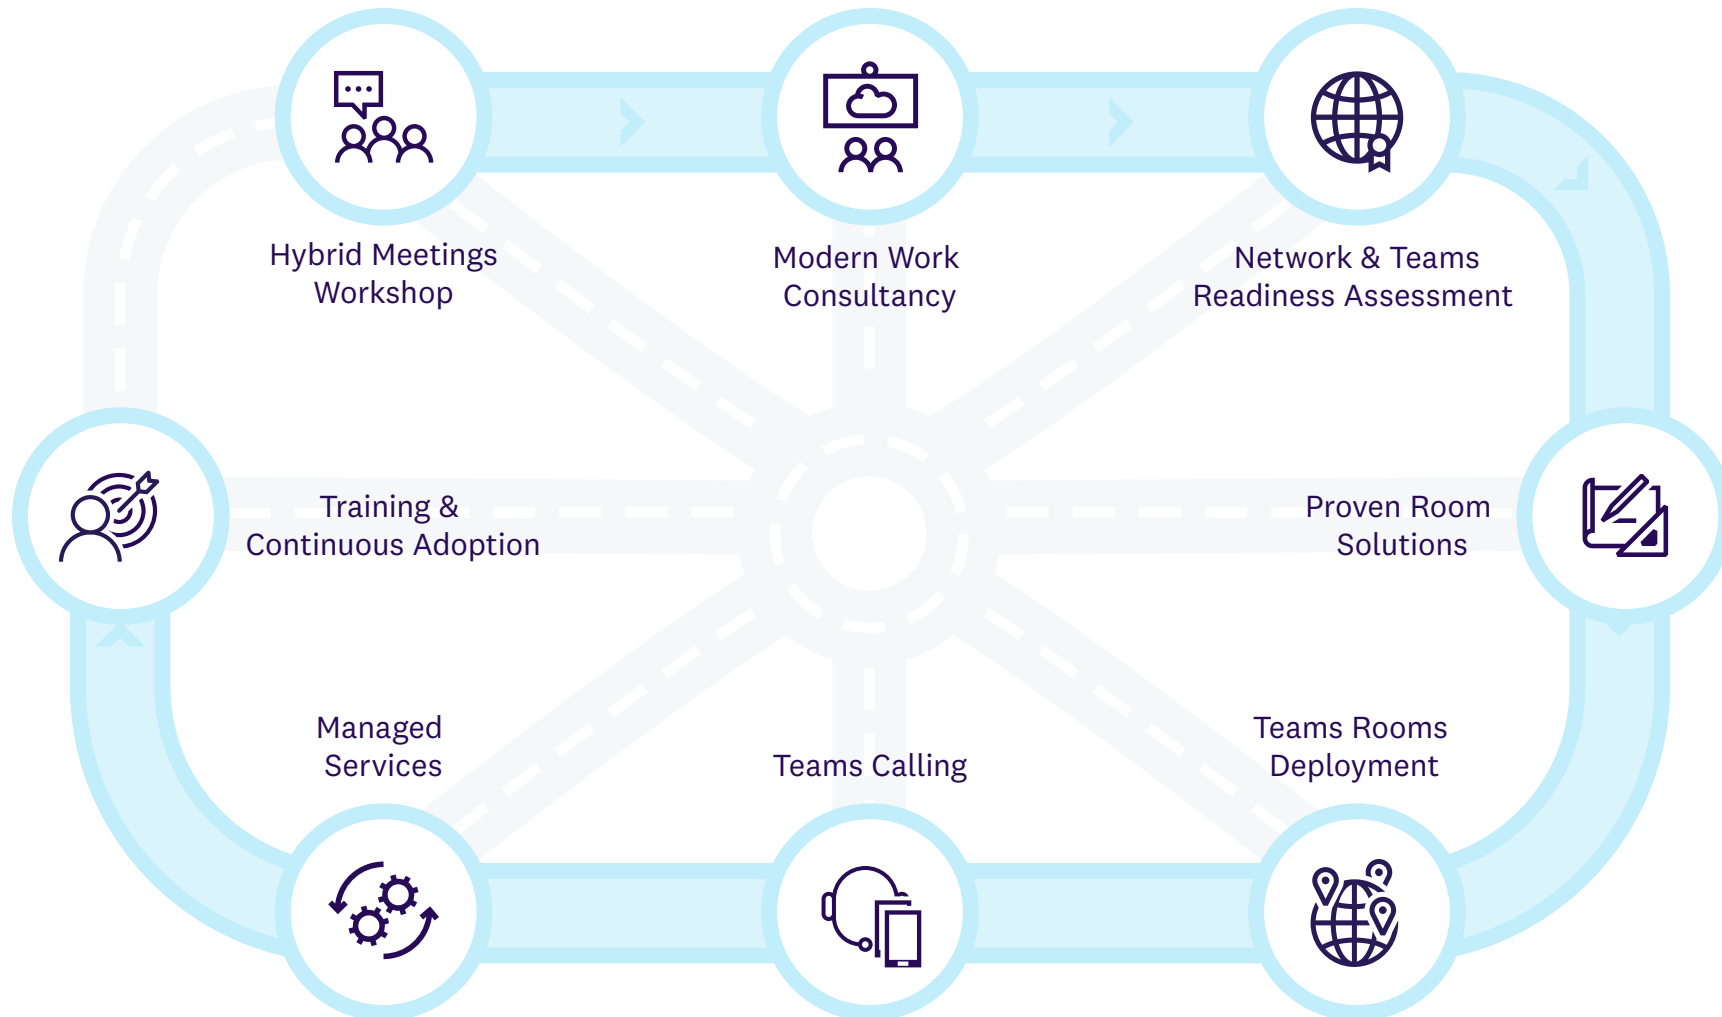 Hybrid Meetings
Workshop
Modern Work
Consultancy
Network & Teams
Readiness Assessment
Training &
Continuous Adoption
Proven Room
Solutions
Managed
Services
Teams Calling
Teams Rooms
Deployment